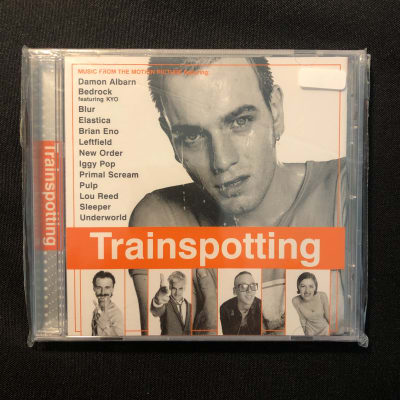 MUSIC FROM THE MOTION PICTURE featuring:
Damon Albarn
Bedrock
featuring KYO
Blur
Elastica
Brian Eno
Leftfield
New Order
Iggy Pop
Primal Scream
Pulp
Lou Reed
Sleeper
Underworld
Trainspotting
Trainspotting